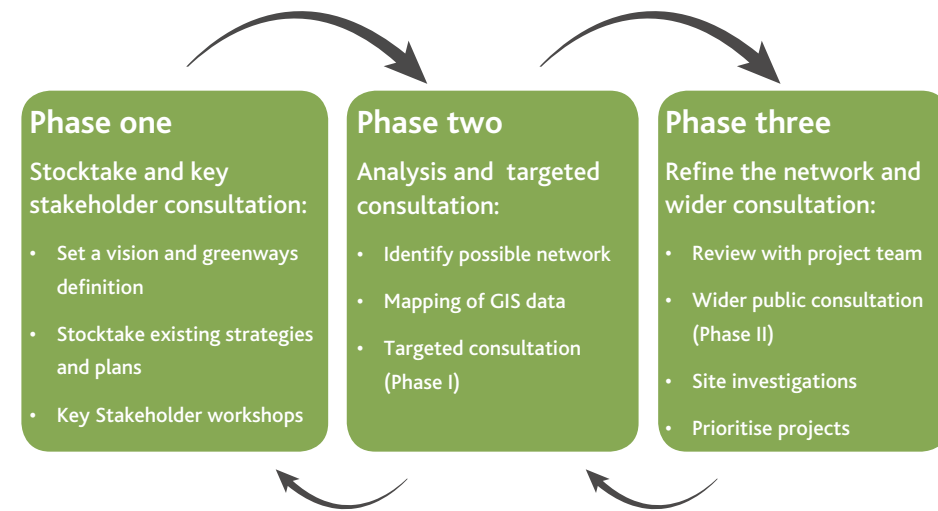 Phase one
Stocktake and key
stakeholder consultation:
• Set a vision and greenways
definition
• Stocktake existing strategies
and plans
• Key Stakeholder workshops
Phase two
Analysis and targeted
consultation:
• Identify possible network
• Mapping of GIS data
• Targeted consultation
(Phase I)
Phase three
Refine the network and
wider consultation:
• Review with project team
• Wider public consultation
(Phase II)
• Site investigations
• Prioritise projects